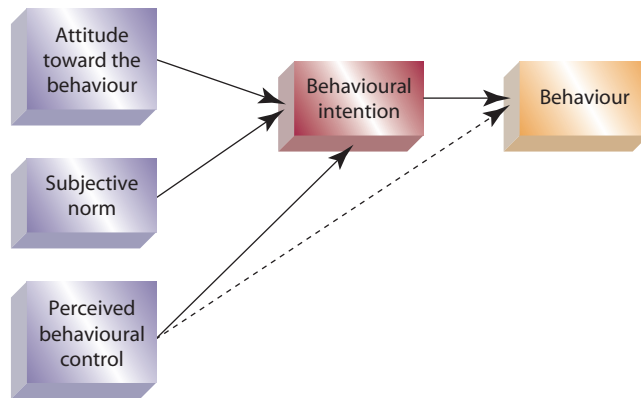 Attitude
toward the
behaviour
Behavioural
intention
Behaviour
Subjective
norm
Perceived
behavioural
control